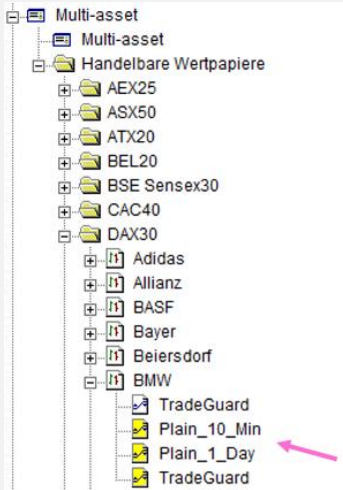 Multi-asset
Multi-asset
Handelbare Wertpapiere
AEX25
ASX50
ATX20
BEL20
BSE Sensex30
CAC40
DAX30
Adidas
Allianz
BASF
Bayer
Beiersdorf
BMW
TradeGuard
Plain_10_Min
Plain_1_Day
TradeGuard